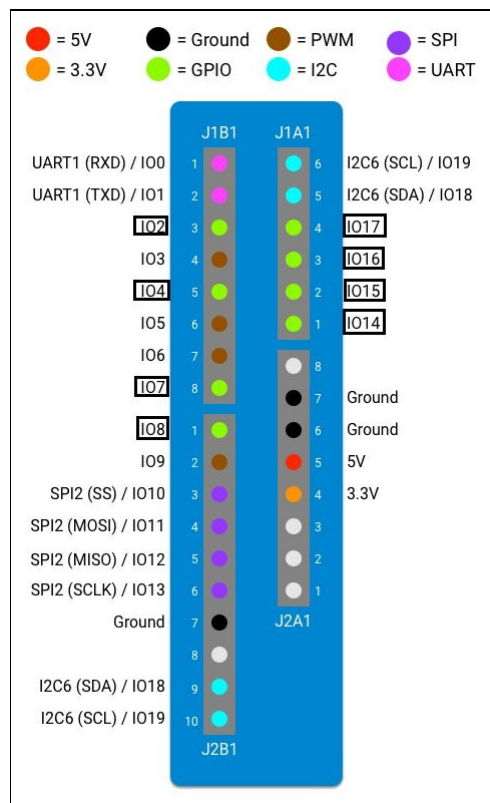 = 5V = Ground = PWM = SPI
= 3.3V = GPIO = I2C = UART
J1B1 J1A1
UART1 (RXD) / IO0 1 6 I2C6 (SCL) / IO19
UART1 (TXD) / IO1 2 5 I2C6 (SDA) / IO18
IO2 3 4 IO17
IO3 4 3 IO16
IO4 5 2 IO15
IO5 6 1 IO14
IO6 7 8
IO7 8 7 Ground
IO8 1 6 Ground
IO9 2 5 5V
SPI2 (SS) / IO10 3 4 3.3V
SPI2 (MOSI) / IO11 4 3
SPI2 (MISO) / IO12 5 2
SPI2 (SCLK) / IO13 6 1
Ground 7 J2A1
8
I2C6 (SDA) / IO18 9
I2C6 (SCL) / IO19 10
J2B1